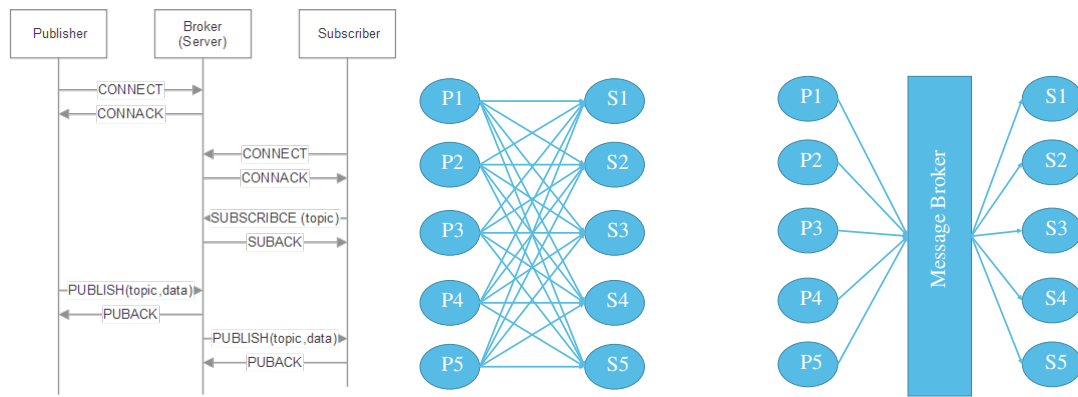 Publisher
Broker
(Server)
Subscriber
CONNECT
CONNACK
CONNECT
CONNACK
SUBSCRIBCE (topic)
SUBACK
PUBLISH(topic,data)
PUBACK
PUBLISH(topic,data)
PUBACK
P1
P2
P3
P4
P5
S1
S2
S3
S4
S5
P1
P2
P3
P4
P5
Message Broker
S1
S2
S3
S4
S5